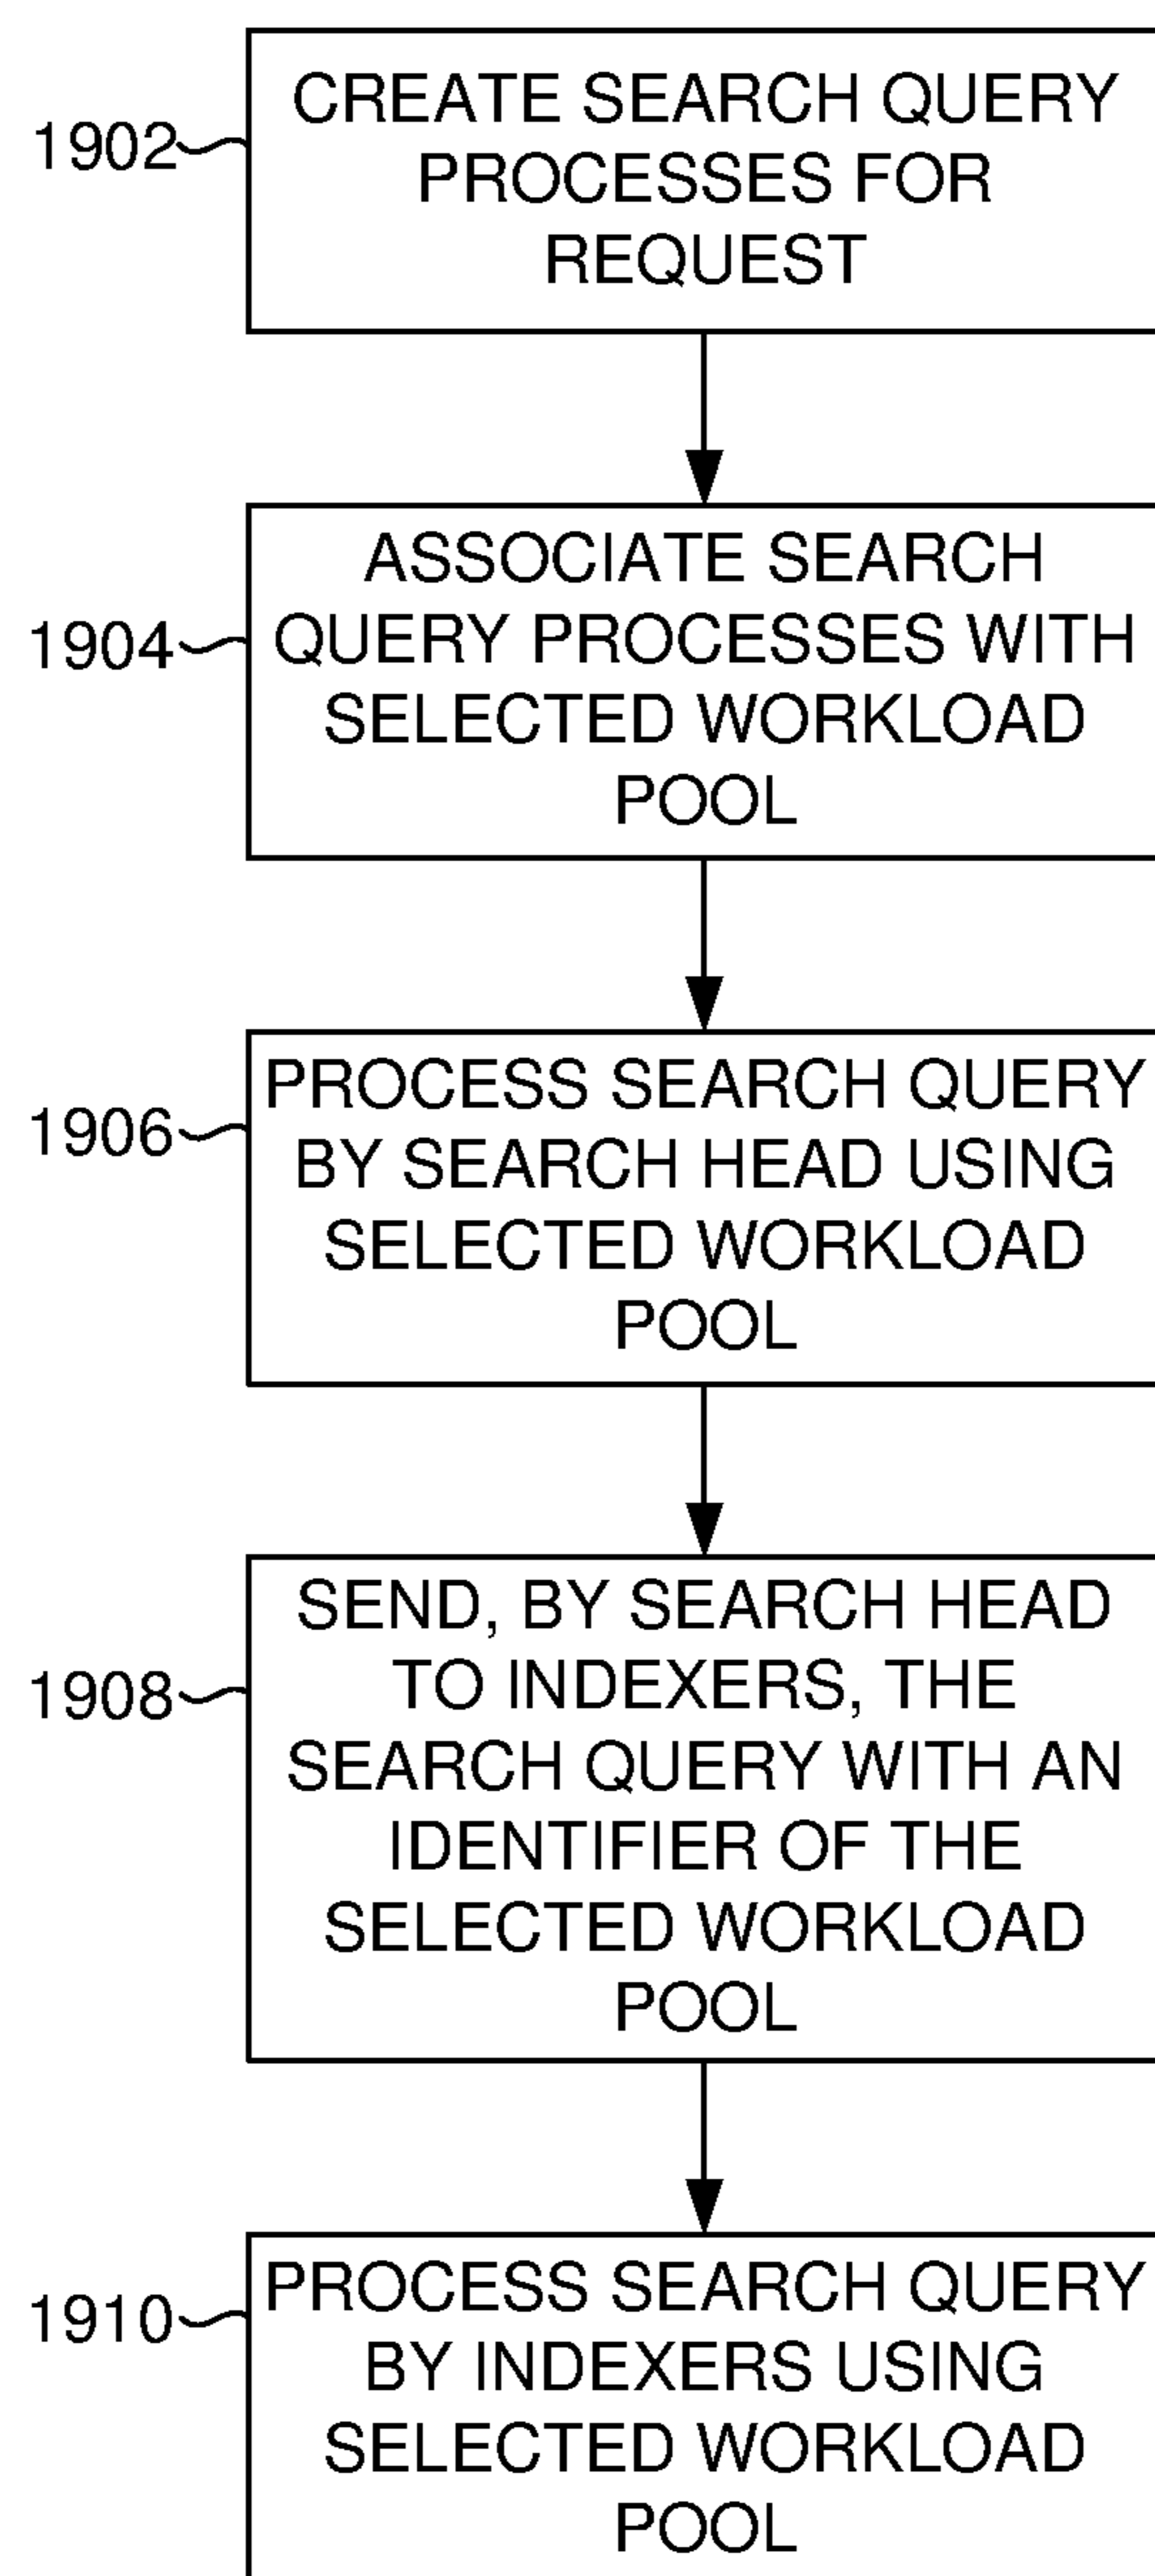 1902
CREATE SEARCH QUERY
PROCESSES FOR
REQUEST
1904
ASSOCIATE SEARCH
QUERY PROCESSES WITH
SELECTED WORKLOAD
POOL
1906
PROCESS SEARCH QUERY
BY SEARCH HEAD USING
SELECTED WORKLOAD
POOL
1908
SEND, BY SEARCH HEAD
TO INDEXERS, THE
SEARCH QUERY WITH AN
IDENTIFIER OF THE
SELECTED WORKLOAD
POOL
1910
PROCESS SEARCH QUERY
BY INDEXERS USING
SELECTED WORKLOAD
POOL